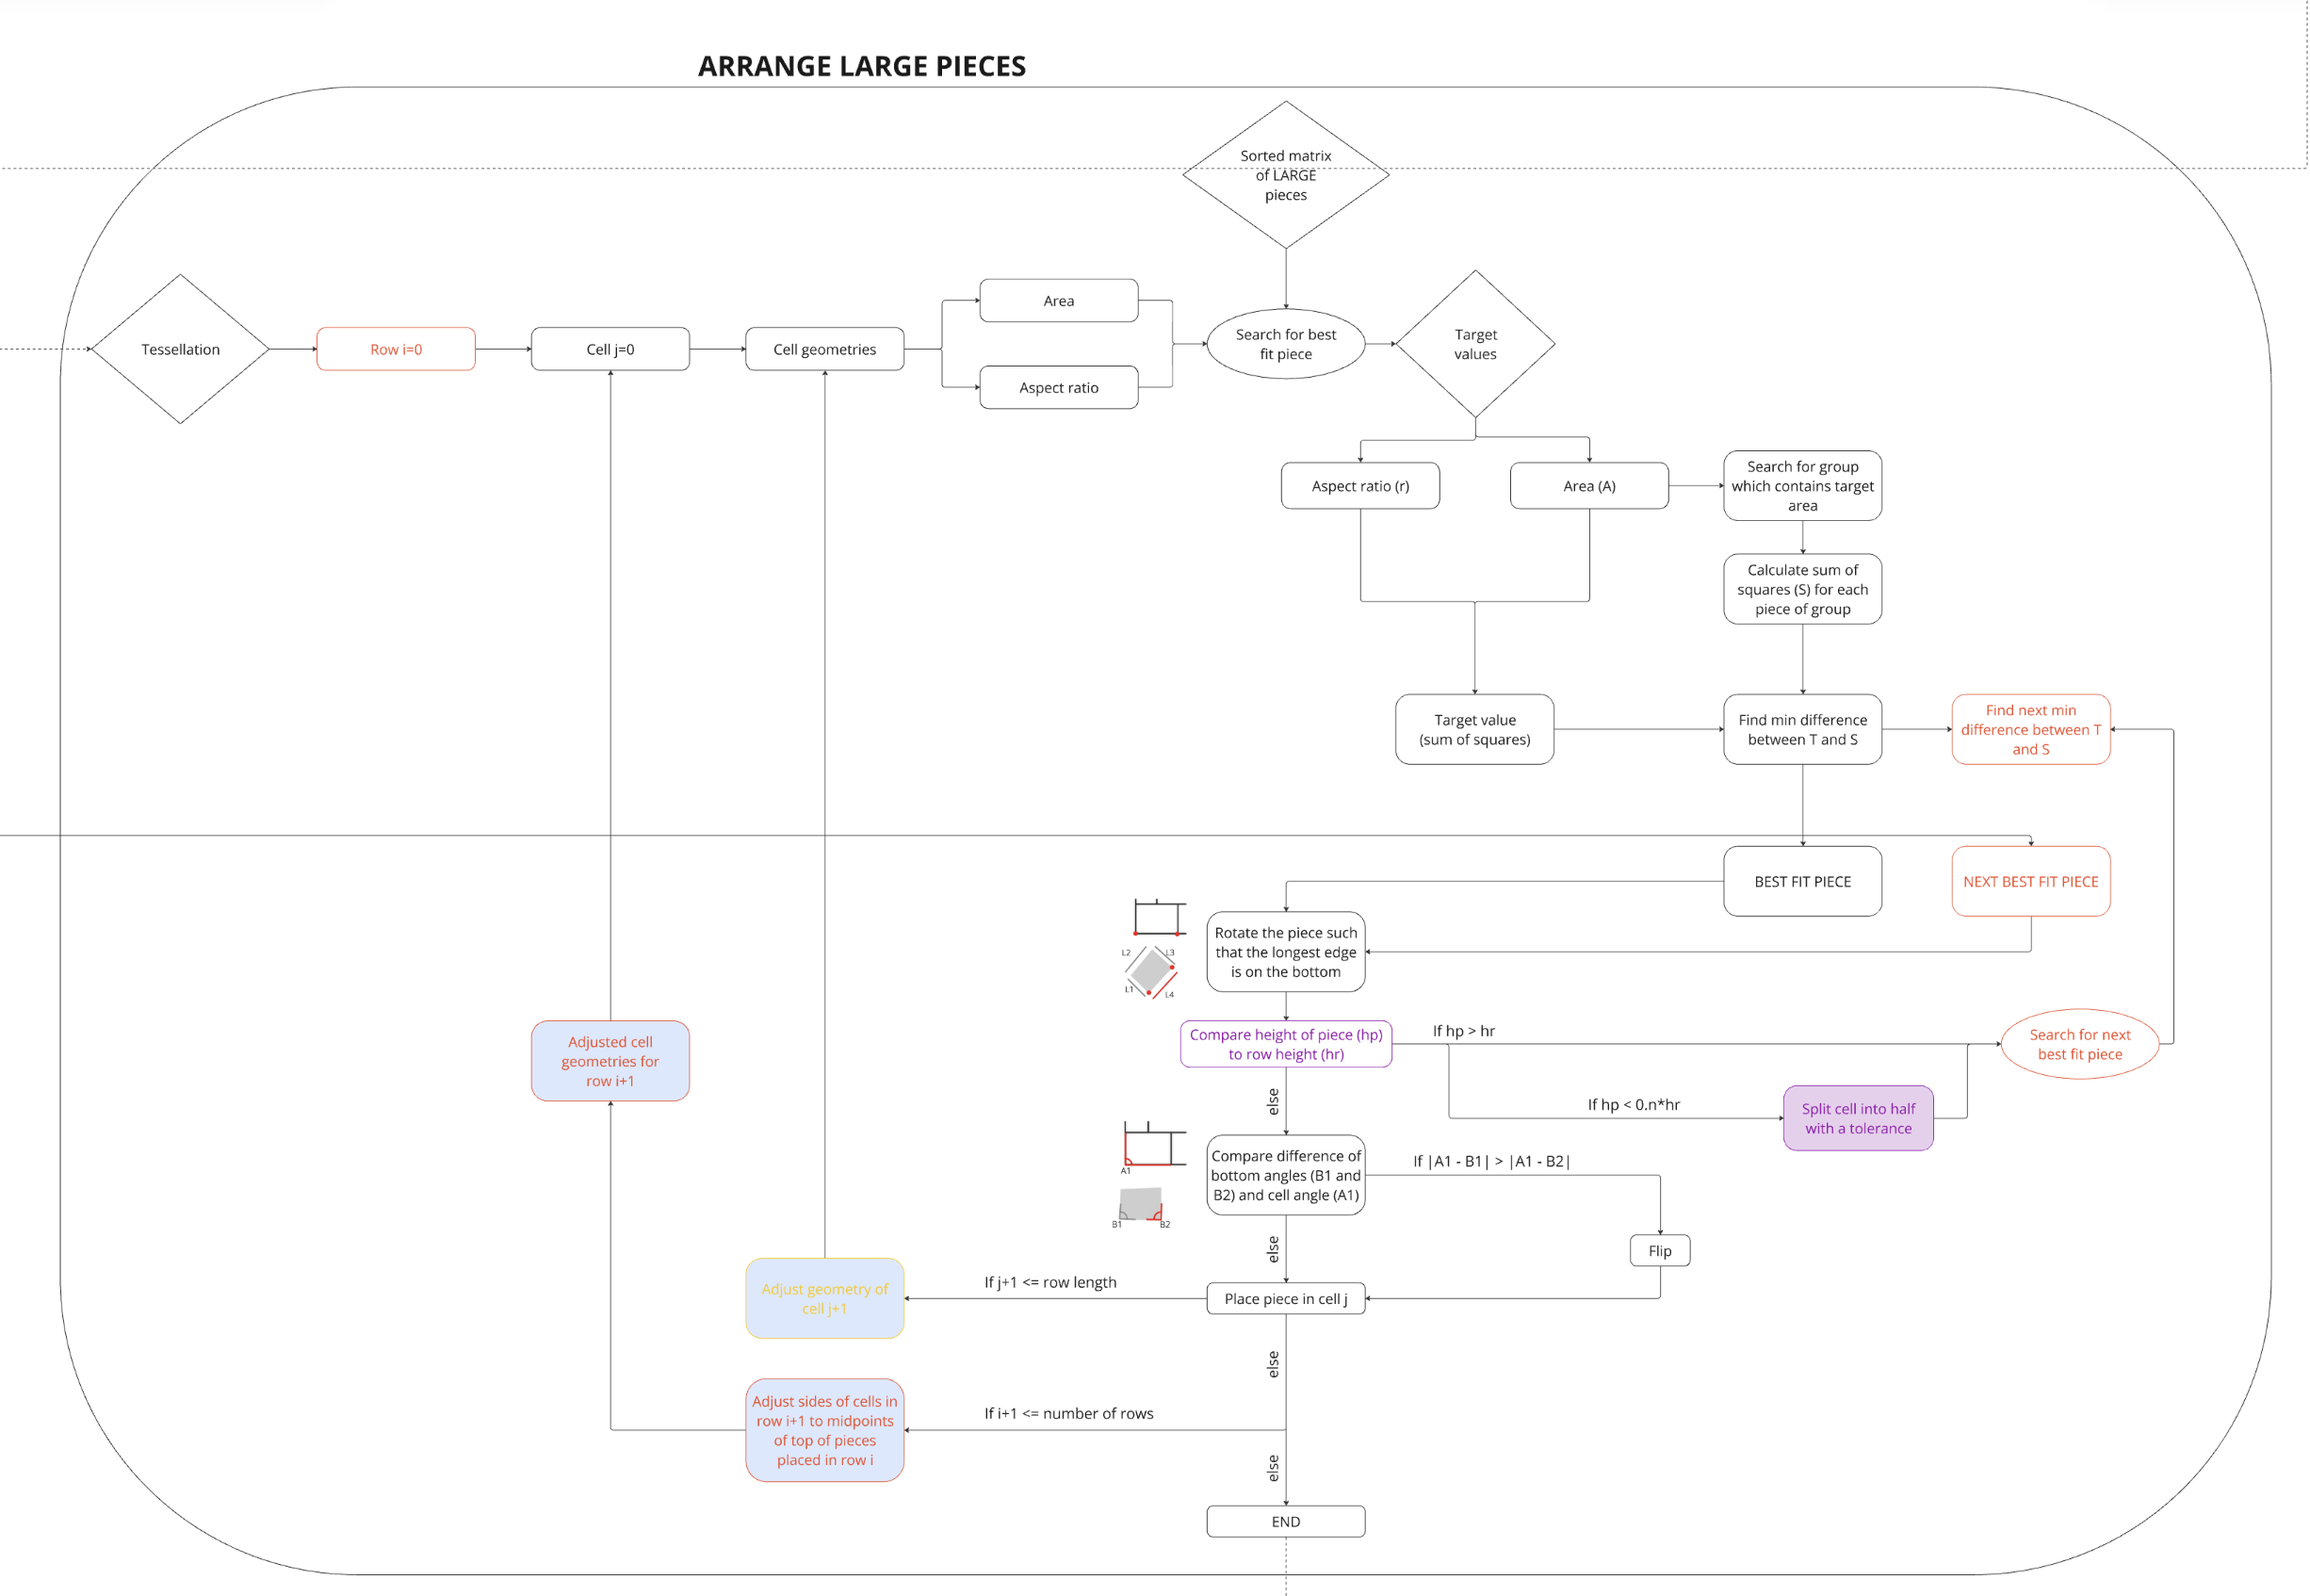 ARRANGE LARGE PIECES
Sorted matrix
of LARGE
pieces
Tessellation
Row i=0
Cell j=0
Cell geometries
Area
Aspect ratio
Search for best
fit piece
Target
values
Aspect ratio (r)
Area (A)
Search for group
which contains target
area
Calculate sum of
squares (S) for each
piece of group
Target value
(sum of squares)
Find min difference
between T and S
Find next min
difference between T
and S
BEST FIT PIECE
NEXT BEST FIT PIECE
L2
L3
L1
L4
Rotate the piece such
that the longest edge
is on the bottom
Adjusted cell
geometries for
row i+1
Compare height of piece (hp)
to row height (hr)
If hp > hr
Search for next
best fit piece
else
If hp < 0.n*hr
Split cell into half
with a tolerance
A1
B1
B2
Compare difference of
bottom angles (B1 and
B2) and cell angle (A1)
If |A1 - B1| > |A1 - B2|
else
Flip
Adjust geometry of
cell j+1
If j+1 <= row length
Place piece in cell j
else
Adjust sides of cells in
row i+1 to midpoints
of top of pieces
placed in row i
If i+1 <= number of rows
else
END